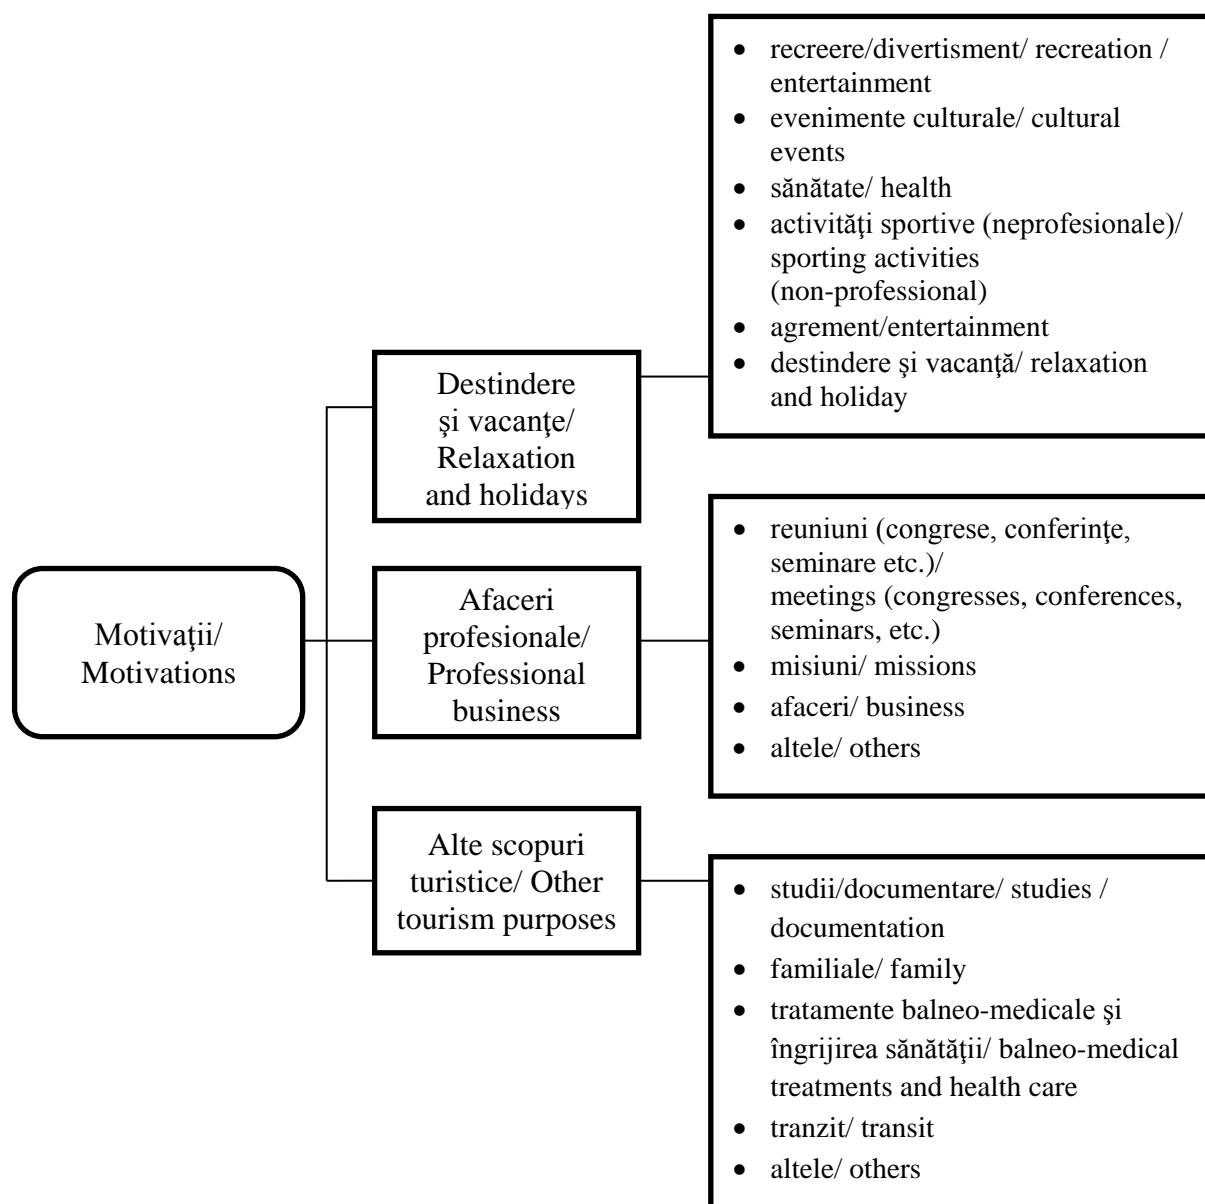 recreere/divertisment/ recreation /
entertainment
evenimente culturale/ cultural
events
sănătate/ health
activităţi sportive (neprofesionale)/
sporting activities
(non-professional)
agrement/entertainment
destindere şi vacanţă/ relaxation
and holiday
Destindere
şi vacanţe/
Relaxation
and holidays
reuniuni (congrese, conferinţe,
seminare etc.)/
meetings (congresses, conferences,
seminars, etc.)
misiuni/ missions
afaceri/ business
altele/ others
Afaceri
profesionale/
Professional
business
Motivaţii/
Motivations
Alte scopuri
turistice/ Other
tourism purposes
studii/documentare/ studies /
documentation
familiale/ family
tratamente balneo-medicale şi
îngrijirea sănătăţii/ balneo-medical
treatments and health care
tranzit/ transit
altele/ others